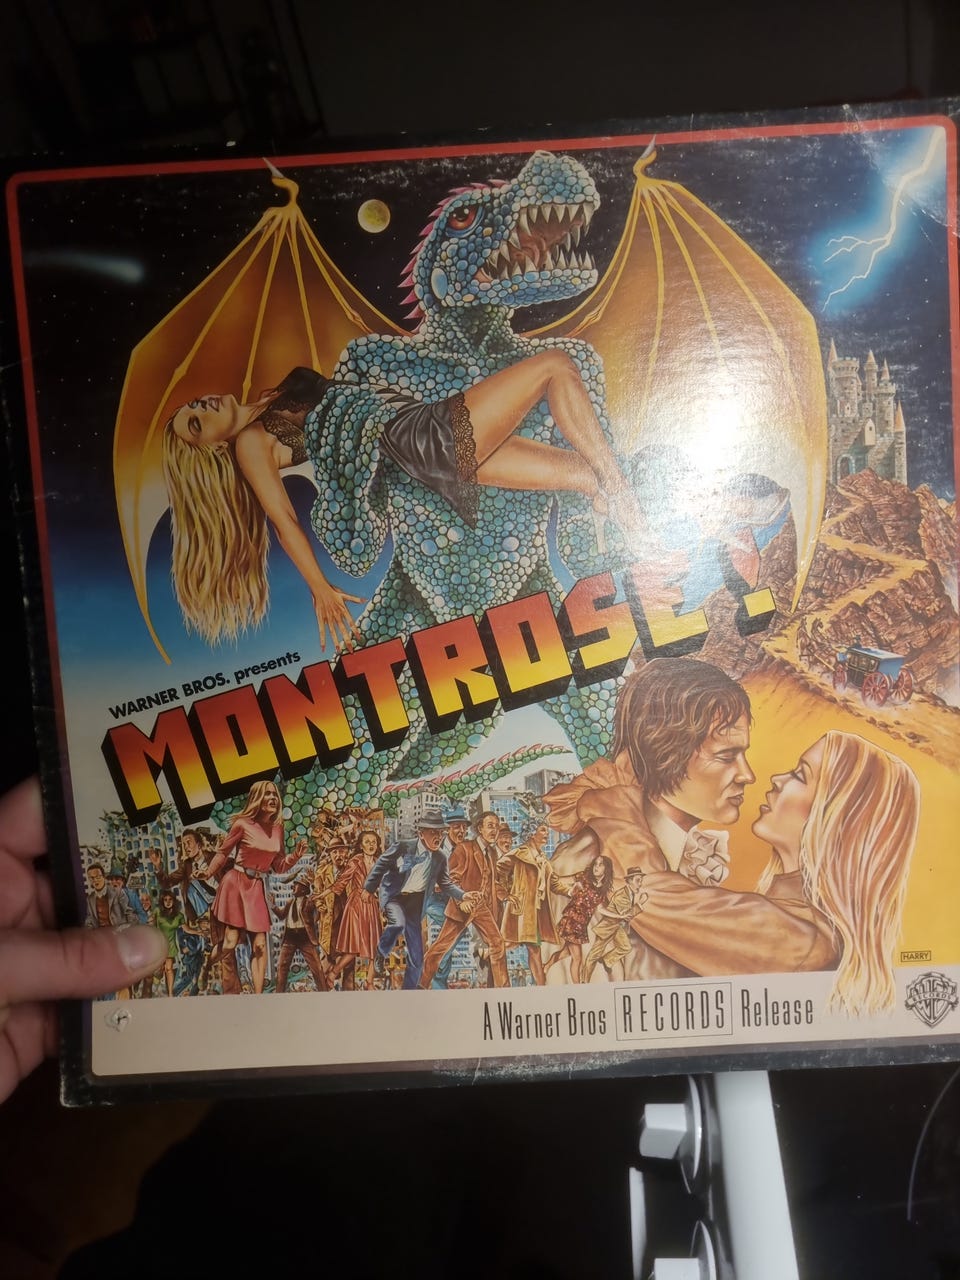 WARNER BROS. presents
MONTROSE!
HARRY
A Warner Bros RECORDS Release